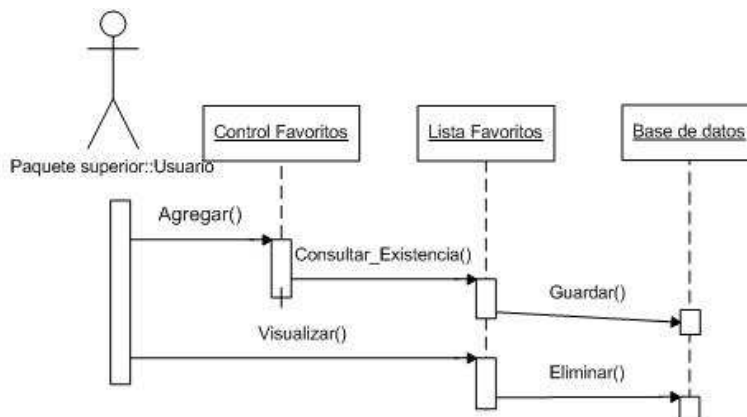 Control Favoritos
Lista Favoritos
Base de datos
Paquete superior::Usuario
Agregar()
Consultar_Existencia()
Guardar()
Visualizar()
Eliminar()